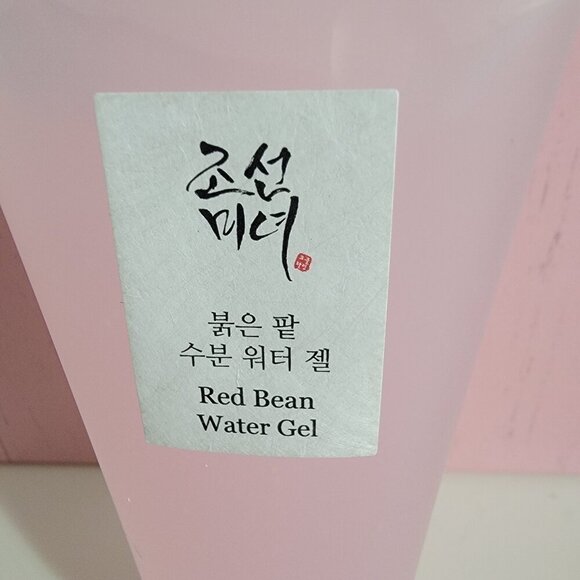 조선
미녀
붉은 팥
수분 워터 젤
Red Bean
Water Gel